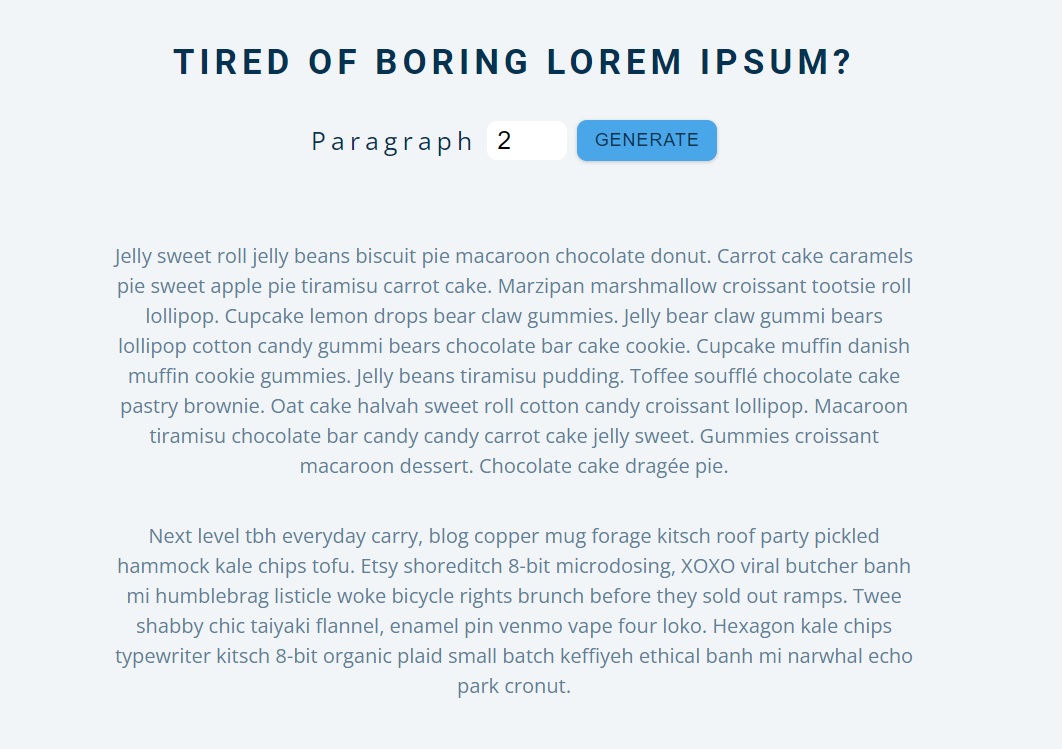 TIRED OF BORING LOREM IPSUM?
Paragraph 2 GENERATE
Jelly sweet roll jelly beans biscuit pie macaroon chocolate donut. Carrot cake caramels
pie sweet apple pie tiramisu carrot cake. Marzipan marshmallow croissant tootsie roll
lollipop. Cupcake lemon drops bear claw gummies. Jelly bear claw gummi bears
lollipop cotton candy gummi bears chocolate bar cake cookie. Cupcake muffin danish
muffin cookie gummies. Jelly beans tiramisu pudding. Toffee soufflé chocolate cake
pastry brownie. Oat cake halvah sweet roll cotton candy croissant lollipop. Macaroon
tiramisu chocolate bar candy candy carrot cake jelly sweet. Gummies croissant
macaroon dessert. Chocolate cake dragée pie.
Next level tbh everyday carry, blog copper mug forage kitsch roof party pickled
hammock kale chips tofu. Etsy shoreditch 8-bit microdosing, XOXO viral butcher banh
mi humblebrag listicle woke bicycle rights brunch before they sold out ramps. Twee
shabby chic taiyaki flannel, enamel pin venmo vape four loko. Hexagon kale chips
typewriter kitsch 8-bit organic plaid small batch keffiyeh ethical banh mi narwhal echo
park cronut.